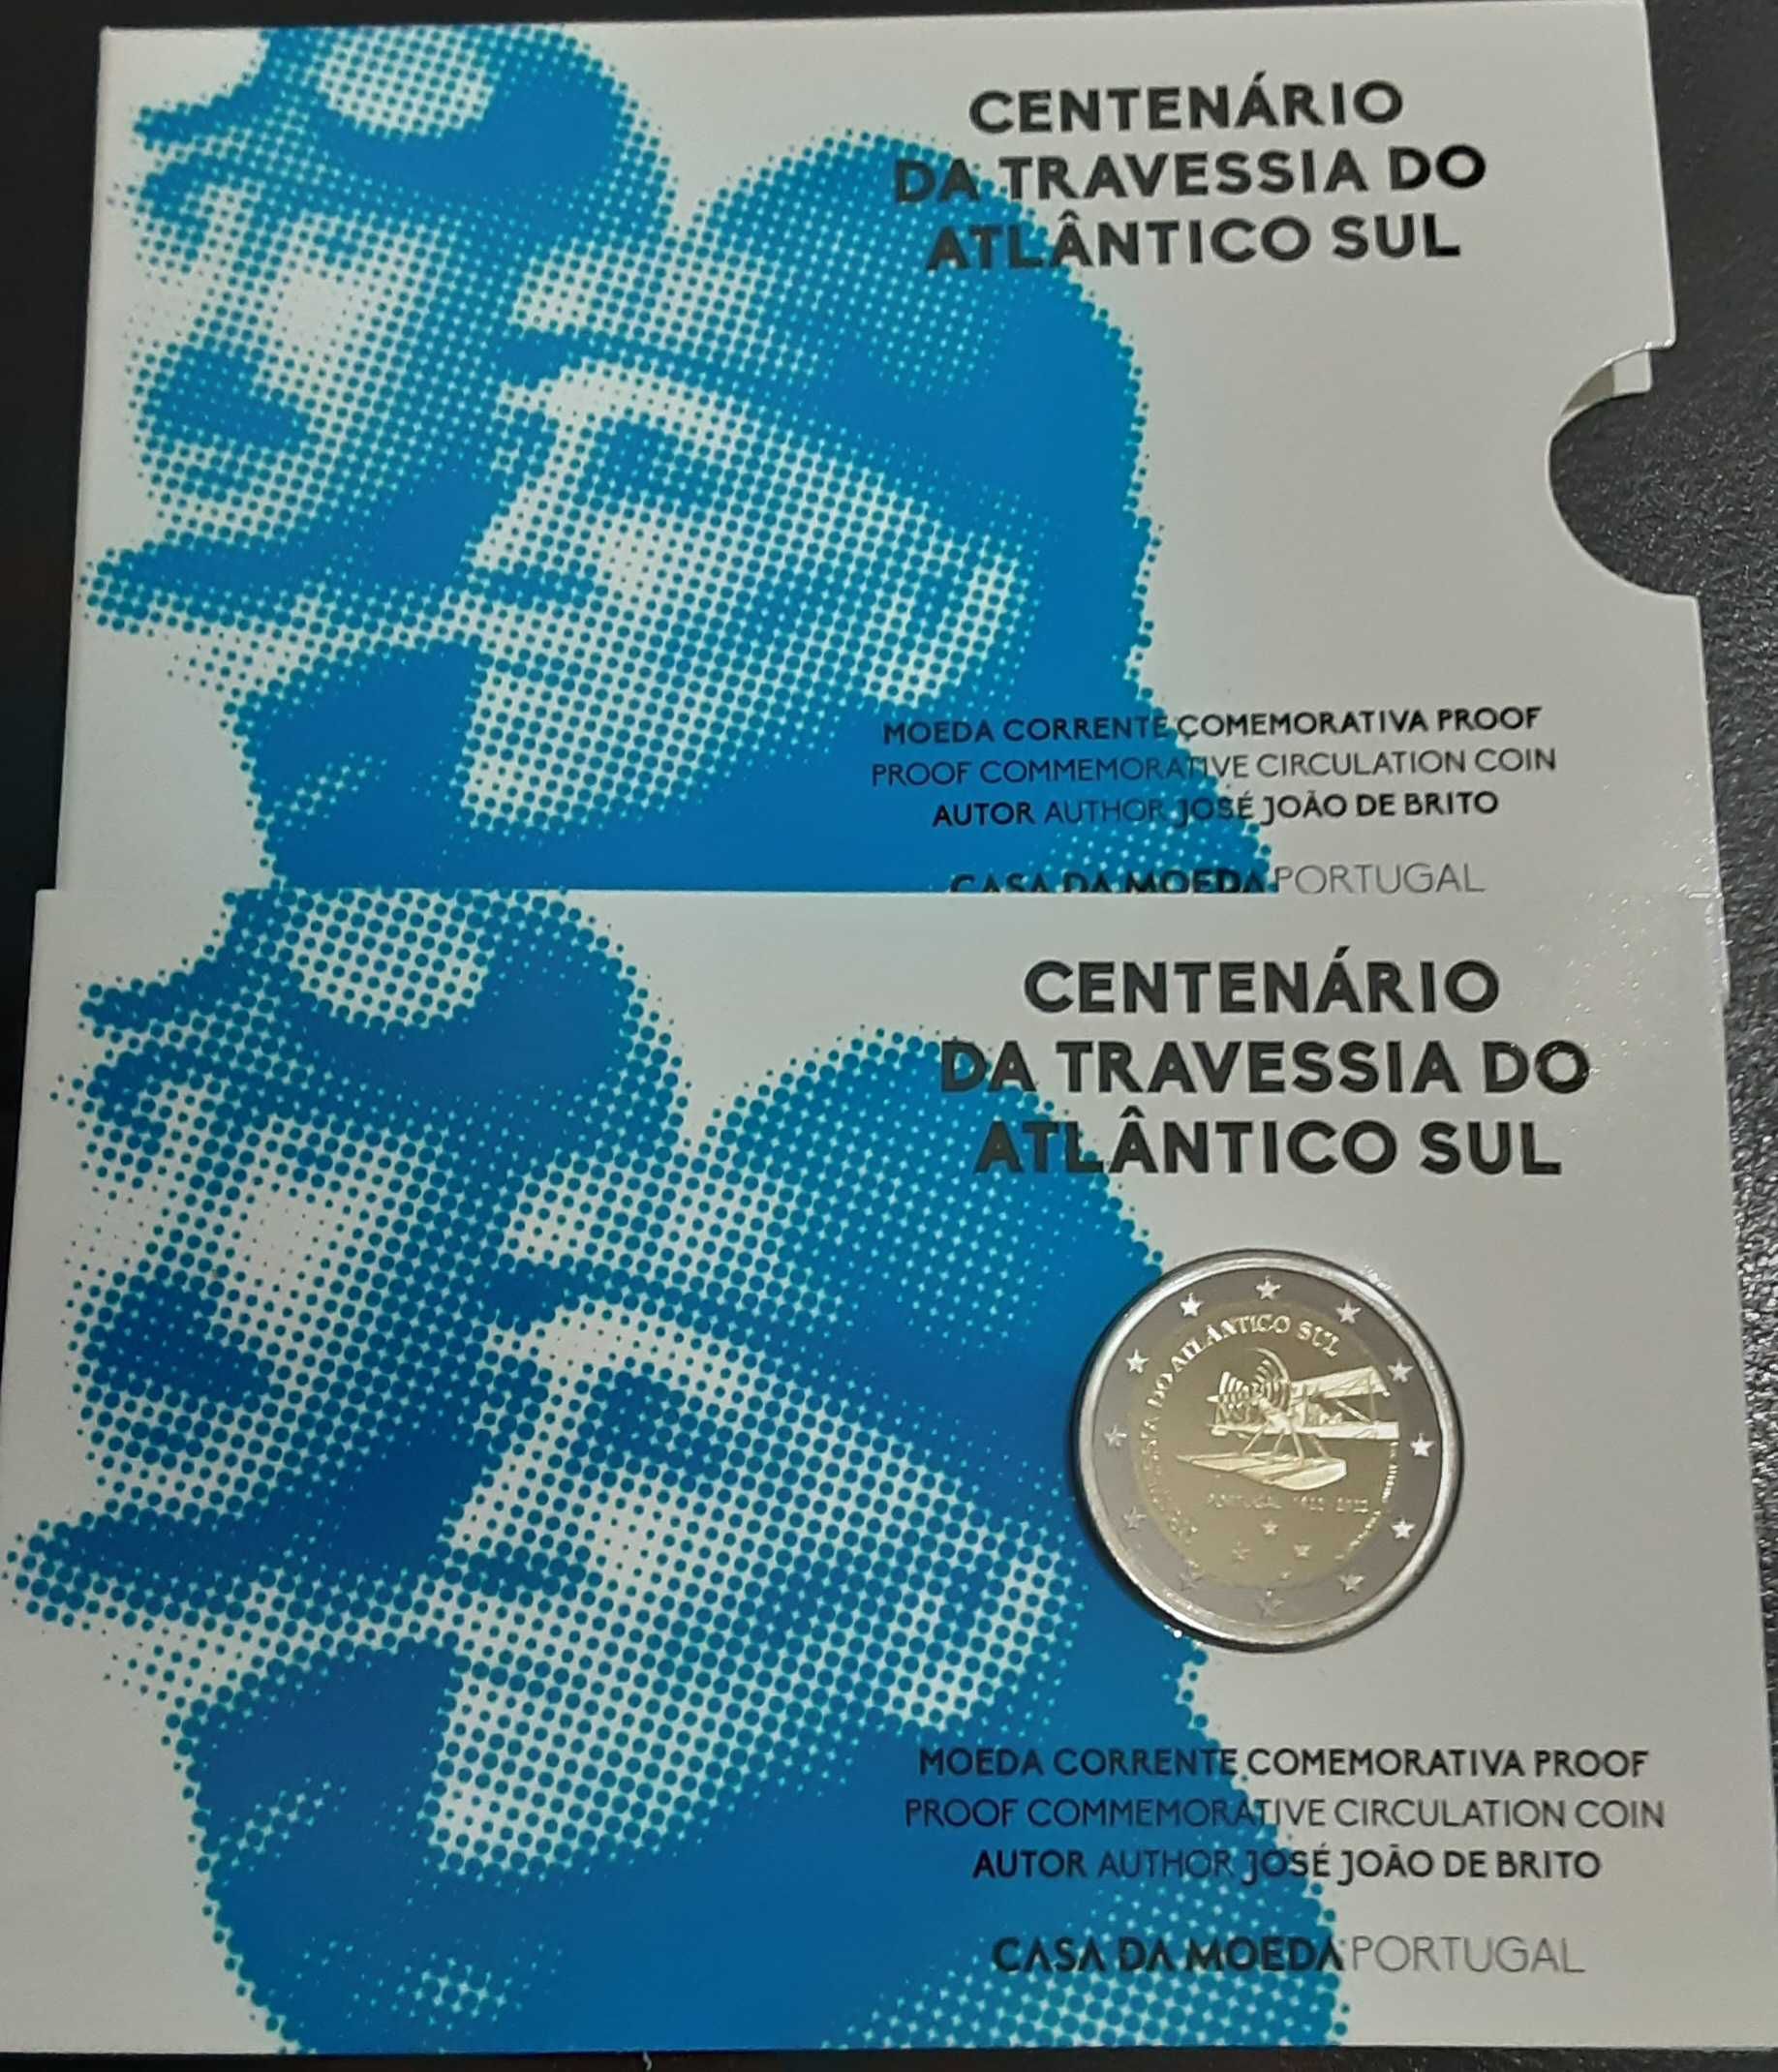 CENTENÁRIO
DA TRAVESSIA DO
ATLÂNTICO SUL
MOEDA CORRENTE COMEMORATIVA PROOF
PROOF COMMEMORATIVE CIRCULATION COIN
AUTOR AUTHOR JOSÉ JOÃO DE BRITO
CASA DA MOEDA PORTUGAL
CENTENÁRIO
DA TRAVESSIA DO
ATLÂNTICO SUL
DO ATLÂNTICO SUL
PORTUGAL 1922 2022
MOEDA CORRENTE COMEMORATIVA PROOF
PROOF COMMEMORATIVE CIRCULATION COIN
AUTOR AUTHOR JOSÉ JOÃO DE BRITO
CASA DA MOEDA PORTUGAL